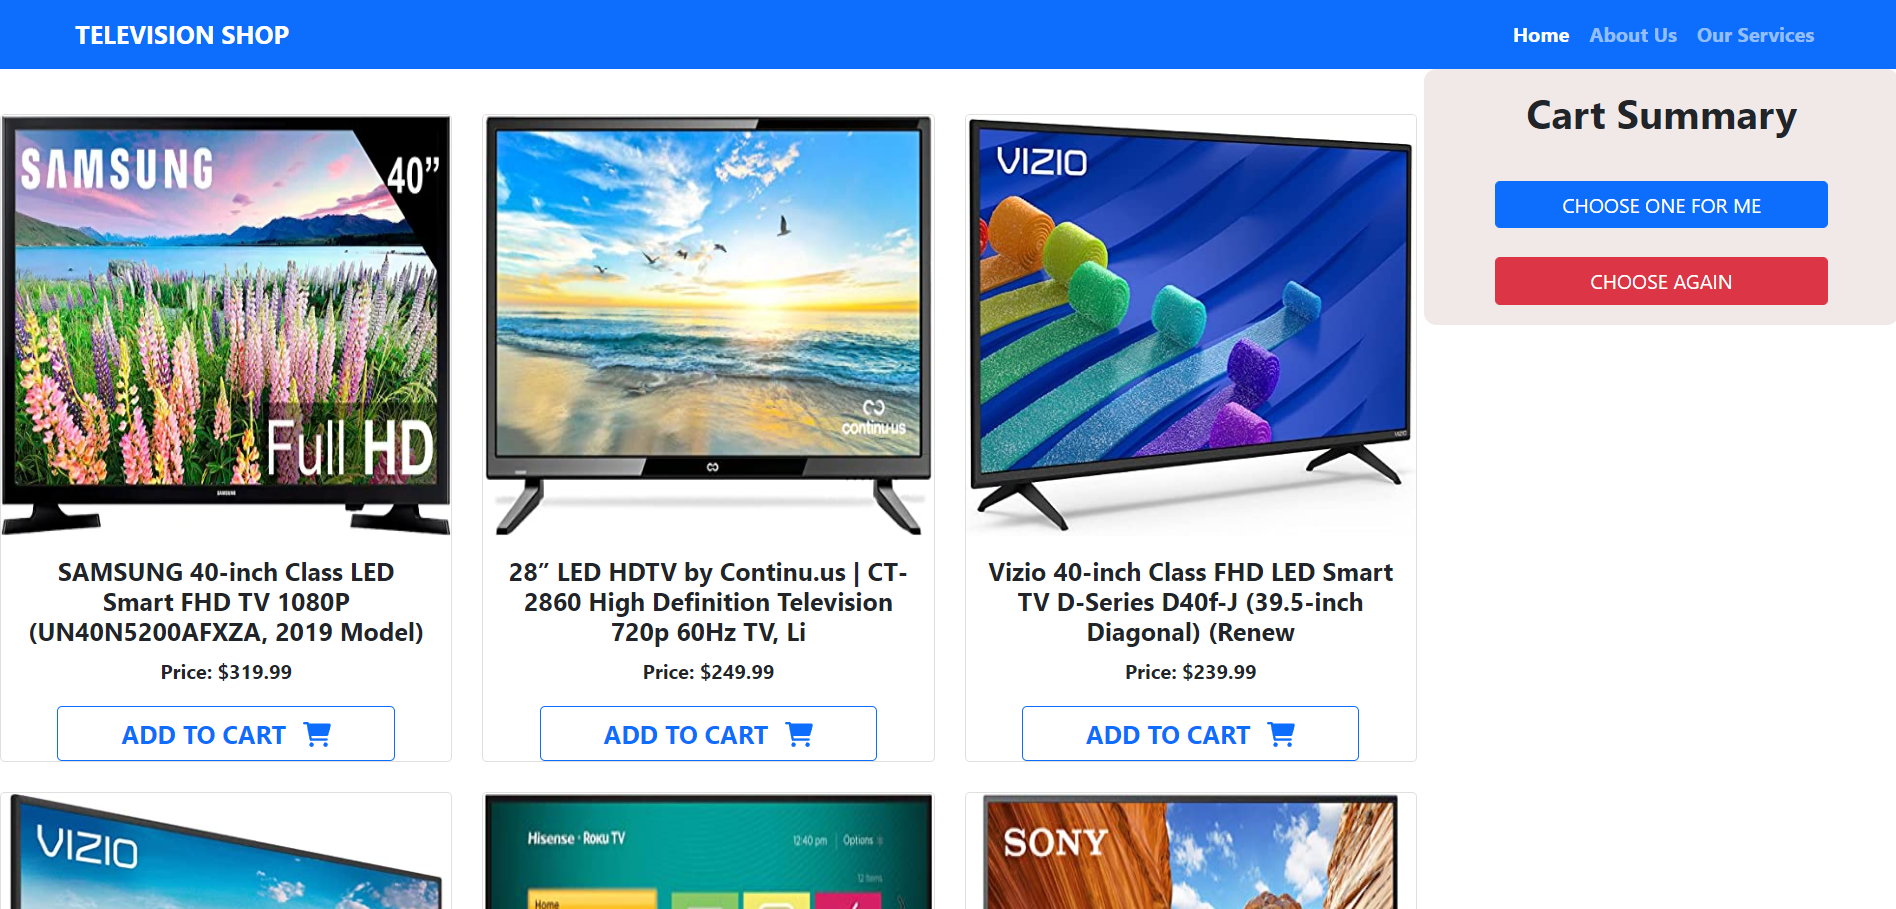 TELEVISION SHOP
Home About Us Our Services
Cart Summary
CHOOSE ONE FOR ME
CHOOSE AGAIN
SAMSUNG 40”
Full HD
SAMSUNG
continu.us
VIZIO
VIZIO
SAMSUNG 40-inch Class LED
Smart FHD TV 1080P
(UN40N5200AFXZA, 2019 Model)
Price: $319.99
ADD TO CART
28” LED HDTV by Continu.us | CT-
2860 High Definition Television
720p 60Hz TV, Li
Price: $249.99
ADD TO CART
Vizio 40-inch Class FHD LED Smart
TV D-Series D40f-J (39.5-inch
Diagonal) (Renew
Price: $239.99
ADD TO CART
VIZIO
Hisense · Roku TV 12:40 pm | Options
12 Items
Home
SONY